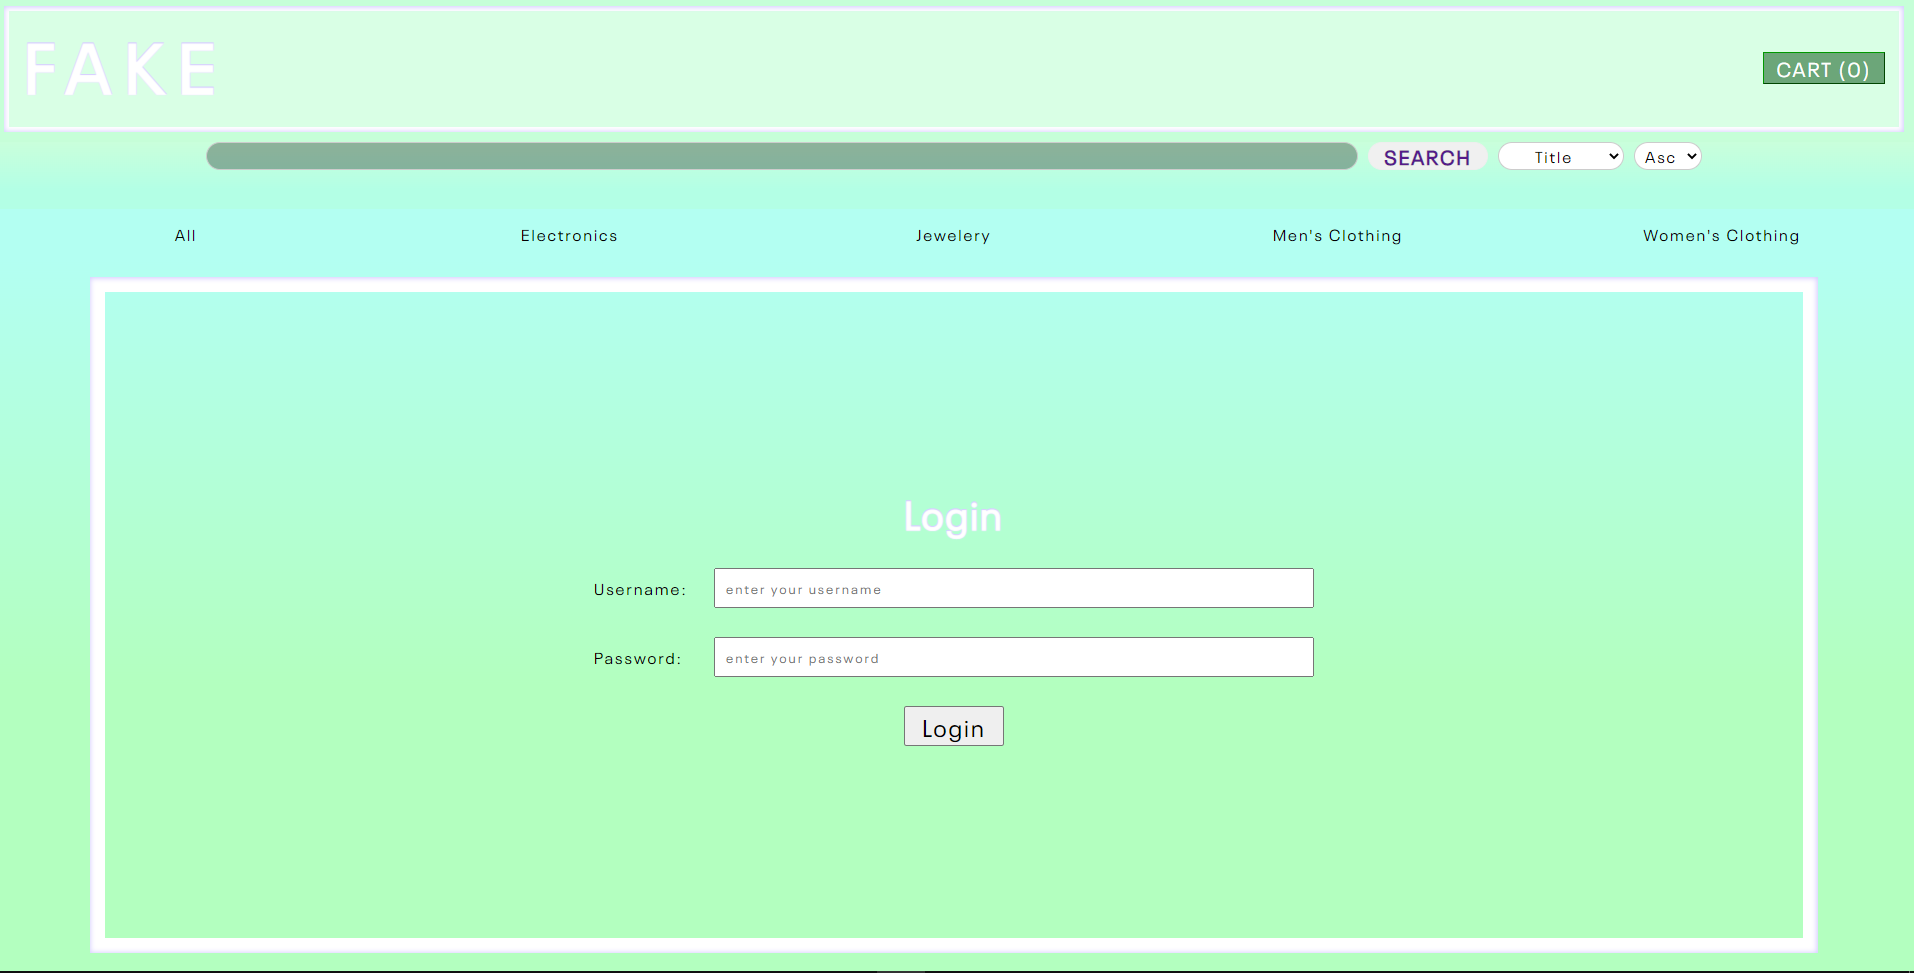 FAKE
CART (0)
SEARCH Title Asc
All Electronics Jewelery Men's Clothing Women's Clothing
Login
Username: enter your username
Password: enter your password
Login